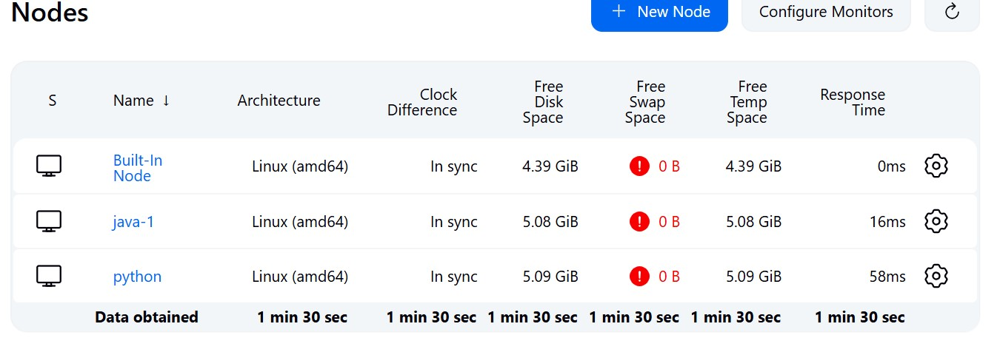 Nodes
+ New Node
Configure Monitors
S Name ↓ Architecture Clock Difference Free Disk Space Free Swap Space Free Temp Space Response Time
Built-In Node Linux (amd64) In sync 4.39 GiB ! 0 B 4.39 GiB 0ms
java-1 Linux (amd64) In sync 5.08 GiB ! 0 B 5.08 GiB 16ms
python Linux (amd64) In sync 5.09 GiB ! 0 B 5.09 GiB 58ms
Data obtained 1 min 30 sec 1 min 30 sec 1 min 30 sec 1 min 30 sec 1 min 30 sec 1 min 30 sec